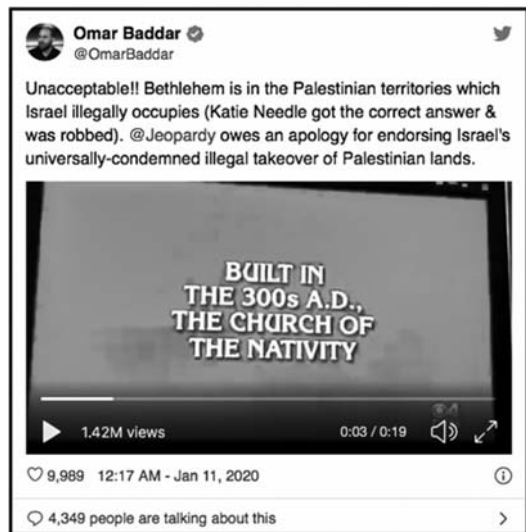 Omar Baddar
@OmarBaddar
Unacceptable!! Bethlehem is in the Palestinian territories which
Israel illegally occupies (Katie Needle got the correct answer &
was robbed). @Jeopardy owes an apology for endorsing Israel's
universally-condemned illegal takeover of Palestinian lands.
BUILT IN
THE 300s A.D.,
THE CHURCH OF
THE NATIVITY
1.42M views
0:03 / 0:19
9,989 12:17 AM - Jan 11, 2020
4,349 people are talking about this